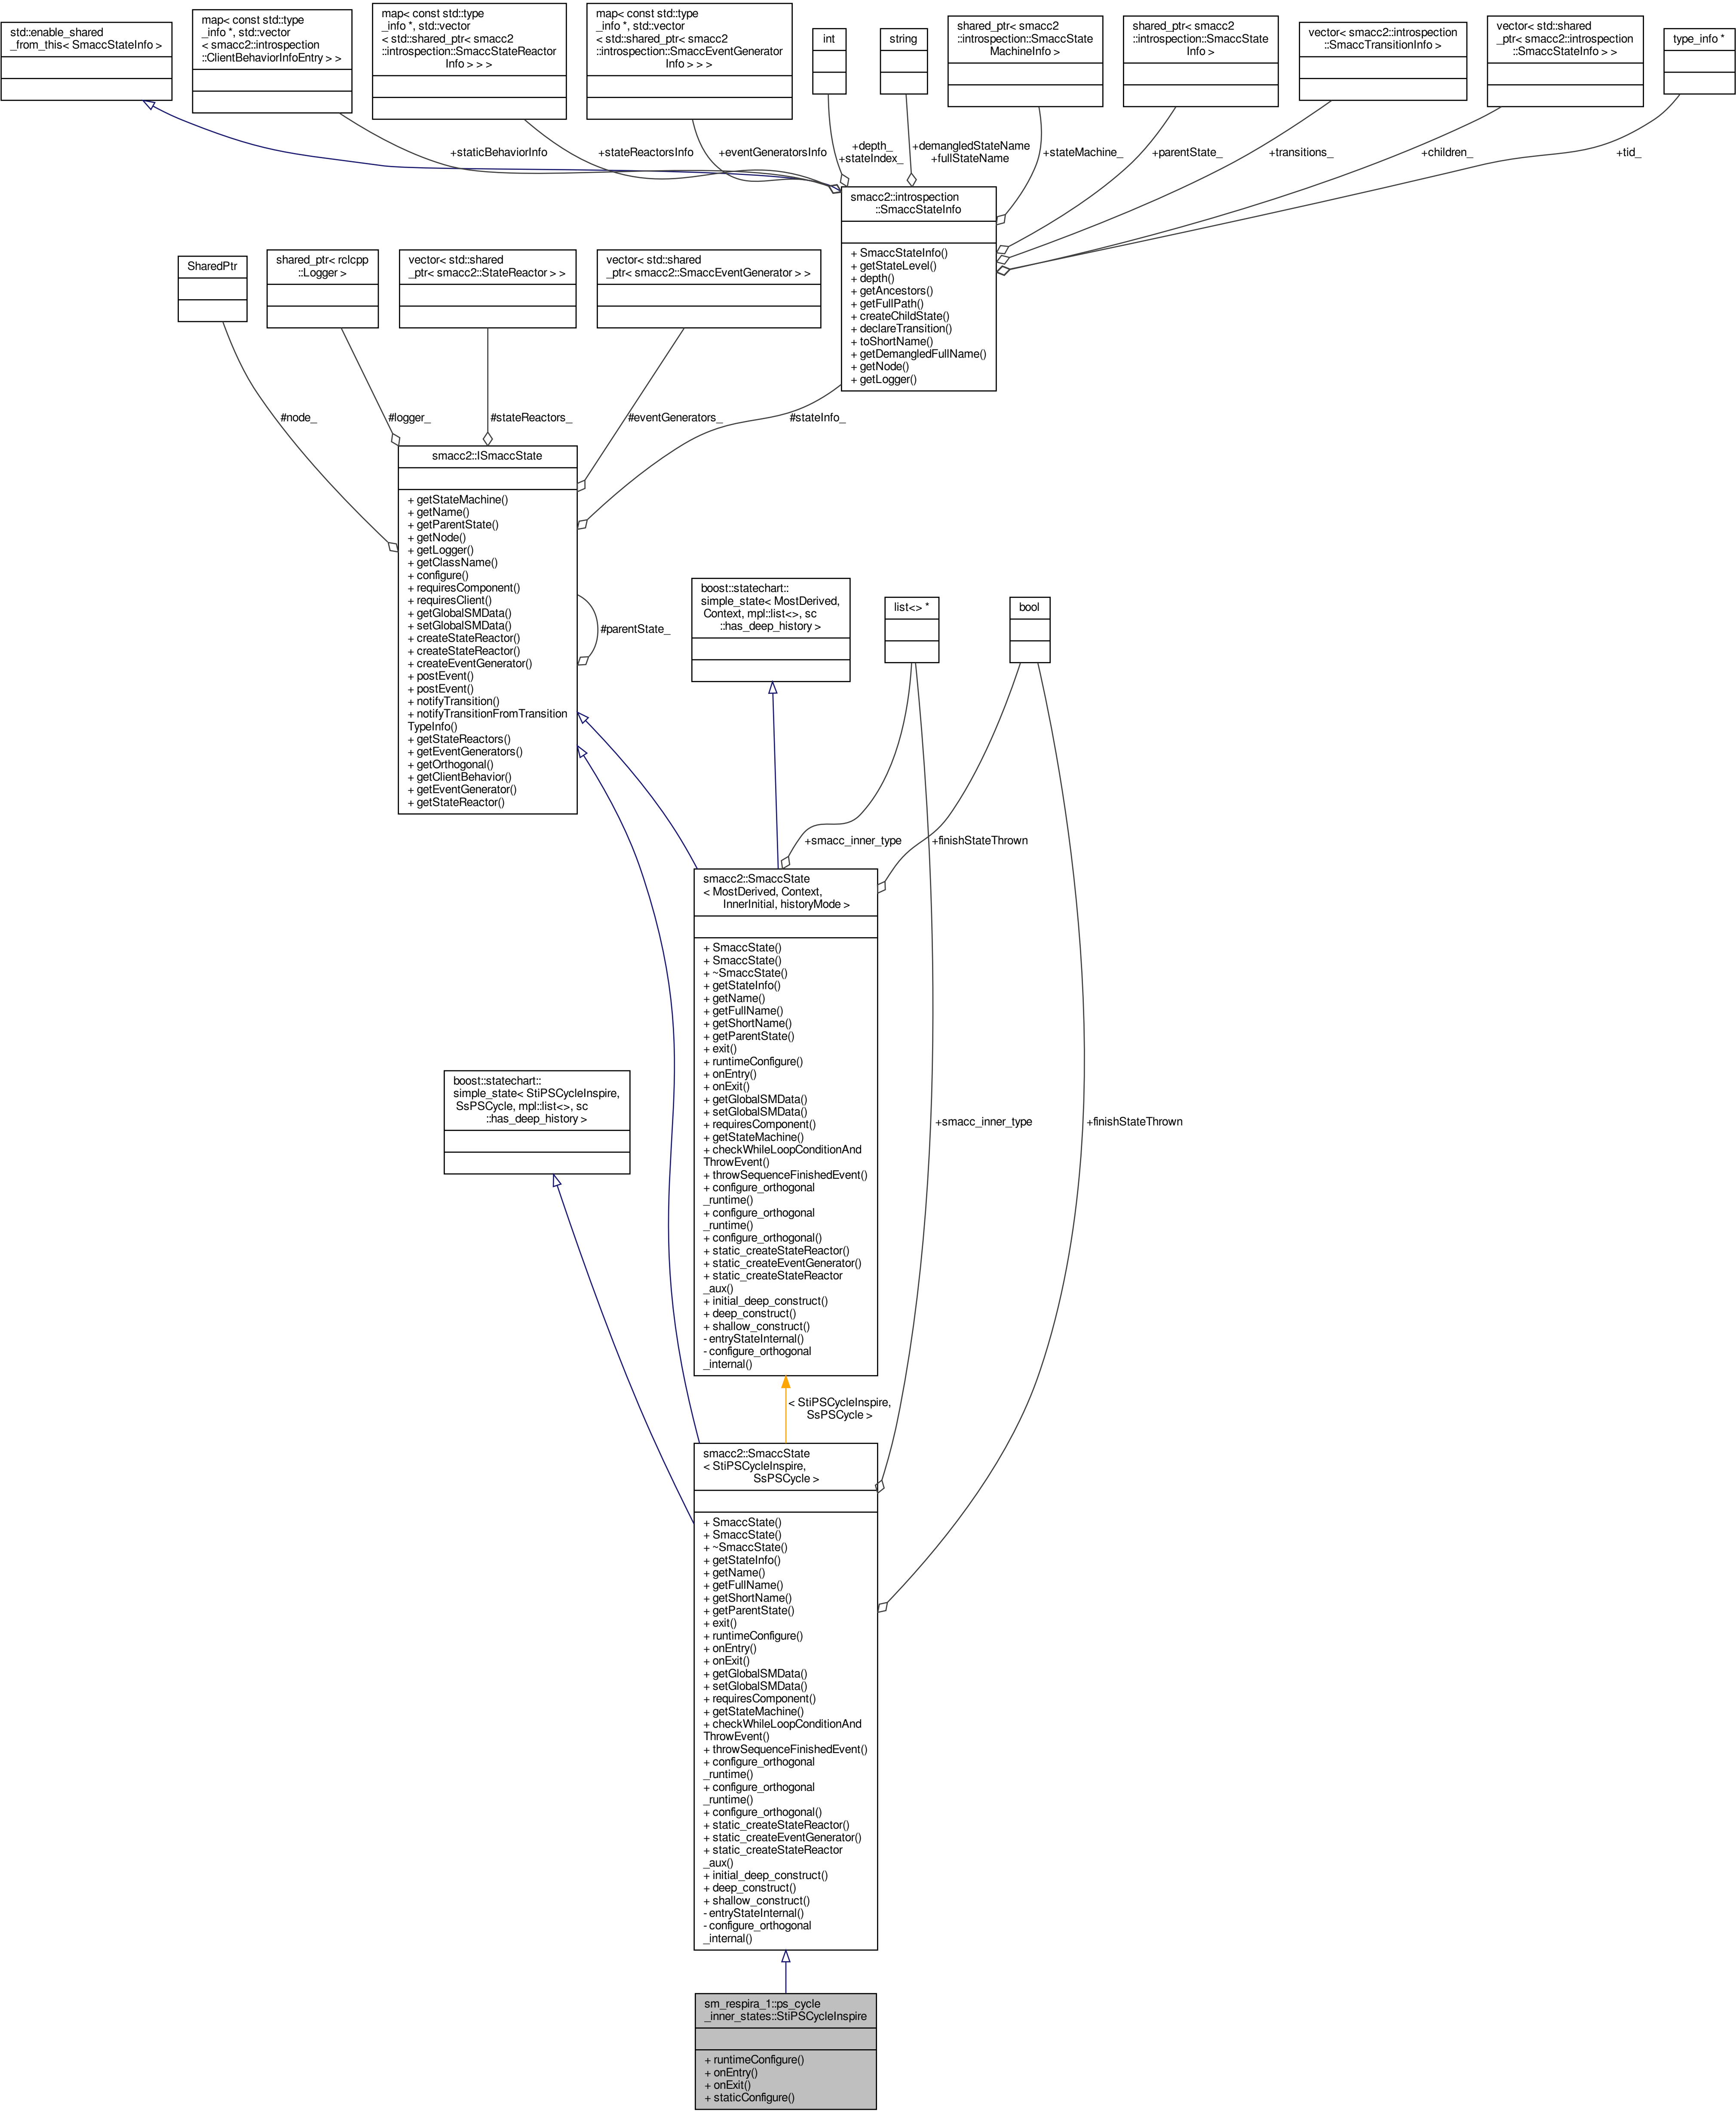 std::enable_shared
_from_this< SmaccStateInfo >
map< const std::type
_info *, std::vector
< smacc2::introspection
::ClientBehaviorInfoEntry > >
map< const std::type
_info *, std::vector
< std::shared_ptr< smacc2
::introspection::SmaccStateReactor
Info > > >
map< const std::type
_info *, std::vector
< std::shared_ptr< smacc2
::introspection::SmaccEventGenerator
Info > > >
int
string
shared_ptr< smacc2
::introspection::SmaccState
MachineInfo >
shared_ptr< smacc2
::introspection::SmaccState
Info >
vector< smacc2::introspection
::SmaccTransitionInfo >
vector< std::shared
_ptr< smacc2::introspection
::SmaccStateInfo > >
type_info *
+staticBehaviorInfo
+stateReactorsInfo
+eventGeneratorsInfo
+depth_
+stateIndex_
+demangledStateName
+fullStateName
+stateMachine_
+parentState_
+transitions_
+children_
+tid_
smacc2::introspection
::SmaccStateInfo
+ SmaccStateInfo()
+ getStateLevel()
+ depth()
+ getAncestors()
+ getFullPath()
+ createChildState()
+ declareTransition()
+ toShortName()
+ getDemangledFullName()
+ getNode()
+ getLogger()
SharedPtr
shared_ptr< rclcpp
::Logger >
vector< std::shared
_ptr< smacc2::StateReactor > >
vector< std::shared
_ptr< smacc2::SmaccEventGenerator > >
#node_
#logger_
#stateReactors_
#eventGenerators_
#stateInfo_
smacc2::ISmaccState
+ getStateMachine()
+ getName()
+ getParentState()
+ getNode()
+ getLogger()
+ getClassName()
+ configure()
+ requiresComponent()
+ requiresClient()
+ getGlobalSMData()
+ setGlobalSMData()
+ createStateReactor()
+ createStateReactor()
+ createEventGenerator()
+ postEvent()
+ postEvent()
+ notifyTransition()
+ notifyTransitionFromTransition
TypeInfo()
+ getStateReactors()
+ getEventGenerators()
+ getOrthogonal()
+ getClientBehavior()
+ getEventGenerator()
+ getStateReactor()
#parentState_
boost::statechart::
simple_state< MostDerived,
Context, mpl::list<>, sc
::has_deep_history >
list<> *
bool
+smacc_inner_type
+finishStateThrown
smacc2::SmaccState
< MostDerived, Context,
InnerInitial, historyMode >
+ SmaccState()
+ SmaccState()
+ ~SmaccState()
+ getStateInfo()
+ getName()
+ getFullName()
+ getShortName()
+ getParentState()
+ exit()
+ runtimeConfigure()
+ onEntry()
+ onExit()
+ getGlobalSMData()
+ setGlobalSMData()
+ requiresComponent()
+ getStateMachine()
+ checkWhileLoopConditionAnd
ThrowEvent()
+ throwSequenceFinishedEvent()
+ configure_orthogonal
_runtime()
+ configure_orthogonal
_runtime()
+ configure_orthogonal()
+ static_createStateReactor()
+ static_createEventGenerator()
+ static_createStateReactor
_aux()
+ initial_deep_construct()
+ deep_construct()
+ shallow_construct()
- entryStateInternal()
- configure_orthogonal
_internal()
boost::statechart::
simple_state< StiPSCycleInspire,
SsPSCycle, mpl::list<>, sc
::has_deep_history >
+smacc_inner_type
+finishStateThrown
< StiPSCycleInspire,
SsPSCycle >
smacc2::SmaccState
< StiPSCycleInspire,
SsPSCycle >
+ SmaccState()
+ SmaccState()
+ ~SmaccState()
+ getStateInfo()
+ getName()
+ getFullName()
+ getShortName()
+ getParentState()
+ exit()
+ runtimeConfigure()
+ onEntry()
+ onExit()
+ getGlobalSMData()
+ setGlobalSMData()
+ requiresComponent()
+ getStateMachine()
+ checkWhileLoopConditionAnd
ThrowEvent()
+ throwSequenceFinishedEvent()
+ configure_orthogonal
_runtime()
+ configure_orthogonal
_runtime()
+ configure_orthogonal()
+ static_createStateReactor()
+ static_createEventGenerator()
+ static_createStateReactor
_aux()
+ initial_deep_construct()
+ deep_construct()
+ shallow_construct()
- entryStateInternal()
- configure_orthogonal
_internal()
sm_respira_1::ps_cycle
_inner_states::StiPSCycleInspire
+ runtimeConfigure()
+ onEntry()
+ onExit()
+ staticConfigure()